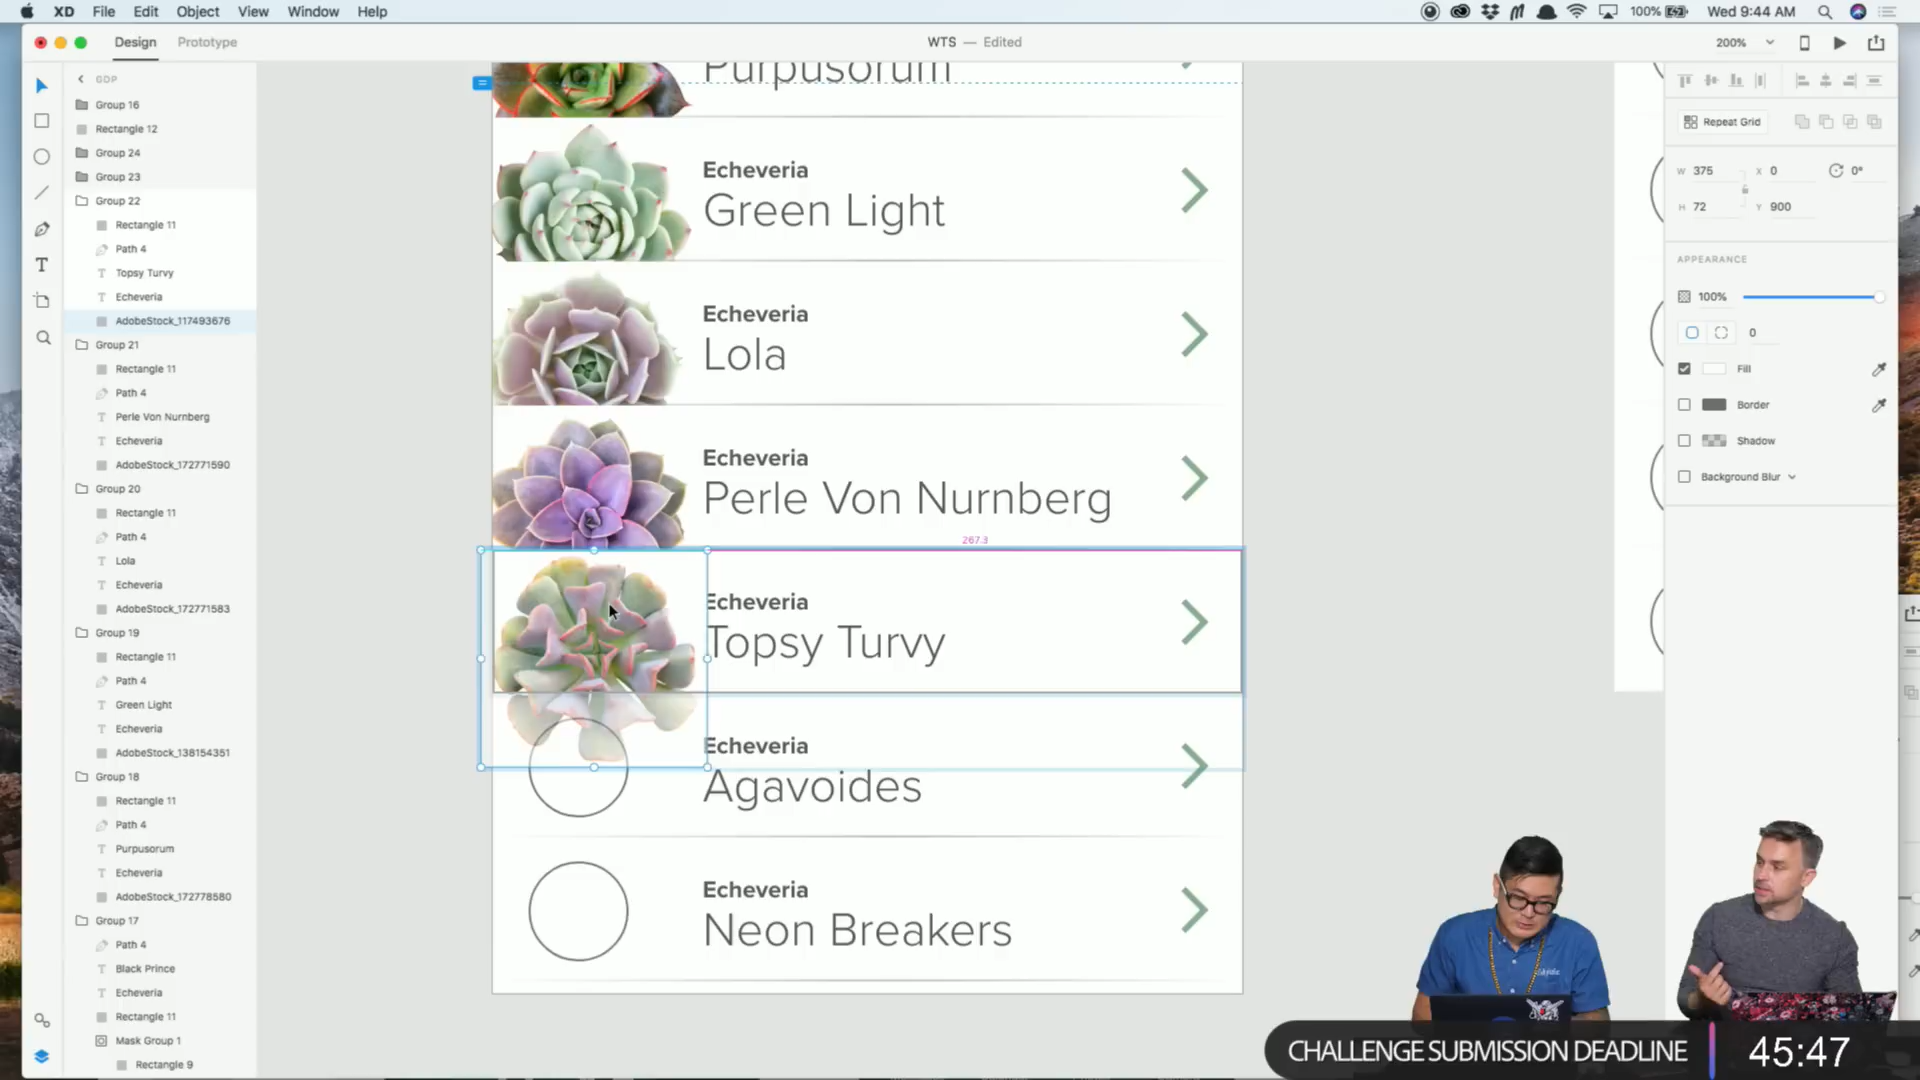 XD File Edit Object View Window Help
100% Wed 9:44 AM
Design Prototype
WTS — Edited
200%
GDP
Group 16
Rectangle 12
Group 24
Group 23
Group 22
Rectangle 11
Path 4
Topsy Turvy
Echeveria
AdobeStock_117493676
Group 21
Rectangle 11
Path 4
Perle Von Nurnberg
Echeveria
AdobeStock_172771590
Group 20
Rectangle 11
Path 4
Lola
Echeveria
AdobeStock_172771583
Group 19
Rectangle 11
Path 4
Green Light
Echeveria
AdobeStock_138154351
Group 18
Rectangle 11
Path 4
Purpusorum
Echeveria
AdobeStock_172778580
Group 17
Path 4
Black Prince
Echeveria
Rectangle 11
Mask Group 1
Rectangle 9
Purpusorum
Echeveria
Green Light
Echeveria
Lola
Echeveria
Perle Von Nurnberg
267.3
Echeveria
Topsy Turvy
Echeveria
Agavoides
Echeveria
Neon Breakers
Repeat Grid
W 375 X 0 0°
H 72 Y 900
APPEARANCE
100%
0
Fill
Border
Shadow
Background Blur
CHALLENGE SUBMISSION DEADLINE 45:47